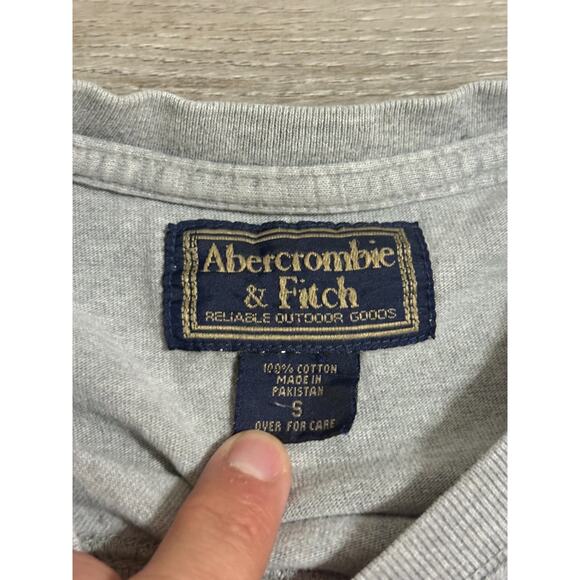 Abercrombie
& Fitch
RELIABLE OUTDOOR GOODS
100% COTTON
MADE IN
PAKISTAN
S
OVER FOR CARE